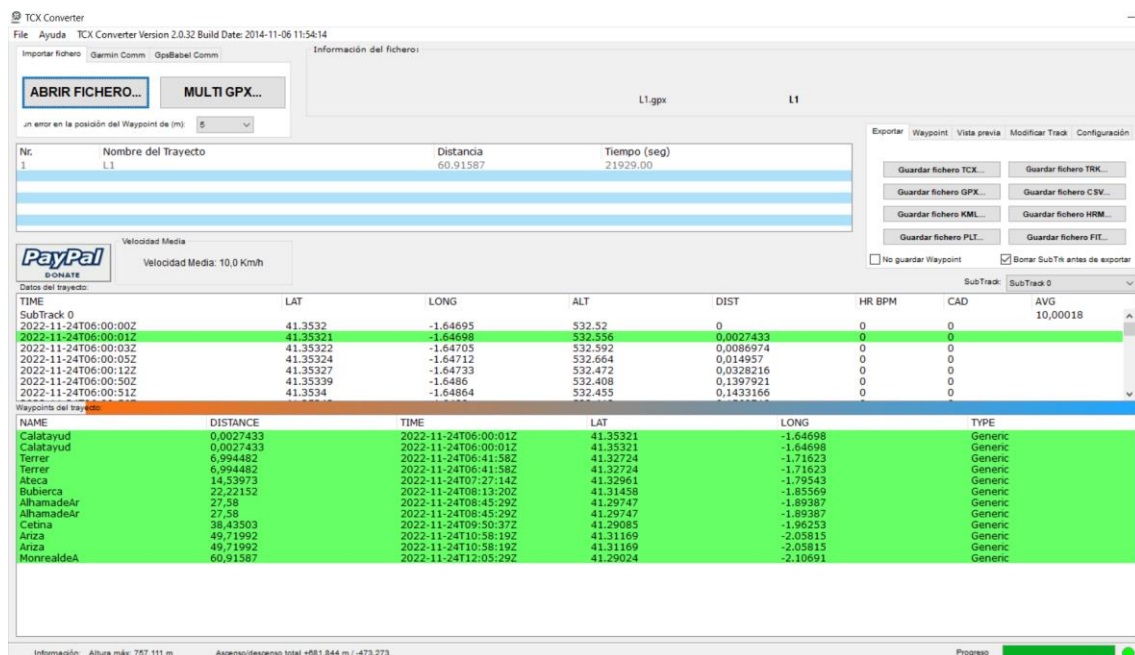 TCX Converter
File Ayuda TCX Converter Version 2.0.32 Build Date: 2014-11-06 11:54:14
Importar fichero Garmin Comm GpsBabel Comm
Información del fichero:
ABRIR FICHERO... MULTI GPX...
L1.gpx L1
un error en la posición del Waypoint de (m): 5
Exportar Waypoint Vista previa Modificar Track Configuración
Nr. Nombre del Trayecto Distancia Tiempo (seg)
1 L1 60.91587 21929.00
Guardar fichero TCX... Guardar fichero TRK...
Guardar fichero GPX... Guardar fichero CSV...
Guardar fichero KML... Guardar fichero HRM...
Guardar fichero PLT... Guardar fichero FIT...
No guardar Waypoint Borrar SubTrk antes de exportar
PayPal
DONATE
Velocidad Media
Velocidad Media: 10,0 Km/h
SubTrack: SubTrack 0
Datos del trayecto:
TIME LAT LONG ALT DIST HR BPM CAD AVG
SubTrack 0 10,00018
2022-11-24T06:00:00Z 41.3532 -1.64695 532.52 0 0 0
2022-11-24T06:00:01Z 41.35321 -1.64698 532.556 0,0027433 0 0
2022-11-24T06:00:03Z 41.35322 -1.64705 532.592 0,0086974 0 0
2022-11-24T06:00:05Z 41.35324 -1.64712 532.664 0,014957 0 0
2022-11-24T06:00:12Z 41.35327 -1.64733 532.472 0,0328216 0 0
2022-11-24T06:00:50Z 41.35339 -1.6486 532.408 0,1397921 0 0
2022-11-24T06:00:51Z 41.3534 -1.64864 532.455 0,1433166 0 0
Waypoints del trayecto:
NAME DISTANCE TIME LAT LONG TYPE
Calatayud 0,0027433 2022-11-24T06:00:01Z 41.35321 -1.64698 Generic
Calatayud 0,0027433 2022-11-24T06:00:01Z 41.35321 -1.64698 Generic
Terrer 6,994482 2022-11-24T06:41:58Z 41.32724 -1.71623 Generic
Terrer 6,994482 2022-11-24T06:41:58Z 41.32724 -1.71623 Generic
Ateca 14,53973 2022-11-24T07:27:14Z 41.32961 -1.79543 Generic
Bubierca 22,22152 2022-11-24T08:13:20Z 41.31458 -1.85569 Generic
AlhamadeAr 27,58 2022-11-24T08:45:29Z 41.29747 -1.89387 Generic
AlhamadeAr 27,58 2022-11-24T08:45:29Z 41.29747 -1.89387 Generic
Cetina 38,43503 2022-11-24T09:50:37Z 41.29085 -1.96253 Generic
Ariza 49,71992 2022-11-24T10:58:19Z 41.31169 -2.05815 Generic
Ariza 49,71992 2022-11-24T10:58:19Z 41.31169 -2.05815 Generic
MonrealdeA 60,91587 2022-11-24T12:05:29Z 41.29024 -2.10691 Generic
Información: Altura máx: 757.111 m Ascenso/descenso total +681.844 m / -473.273 Progreso